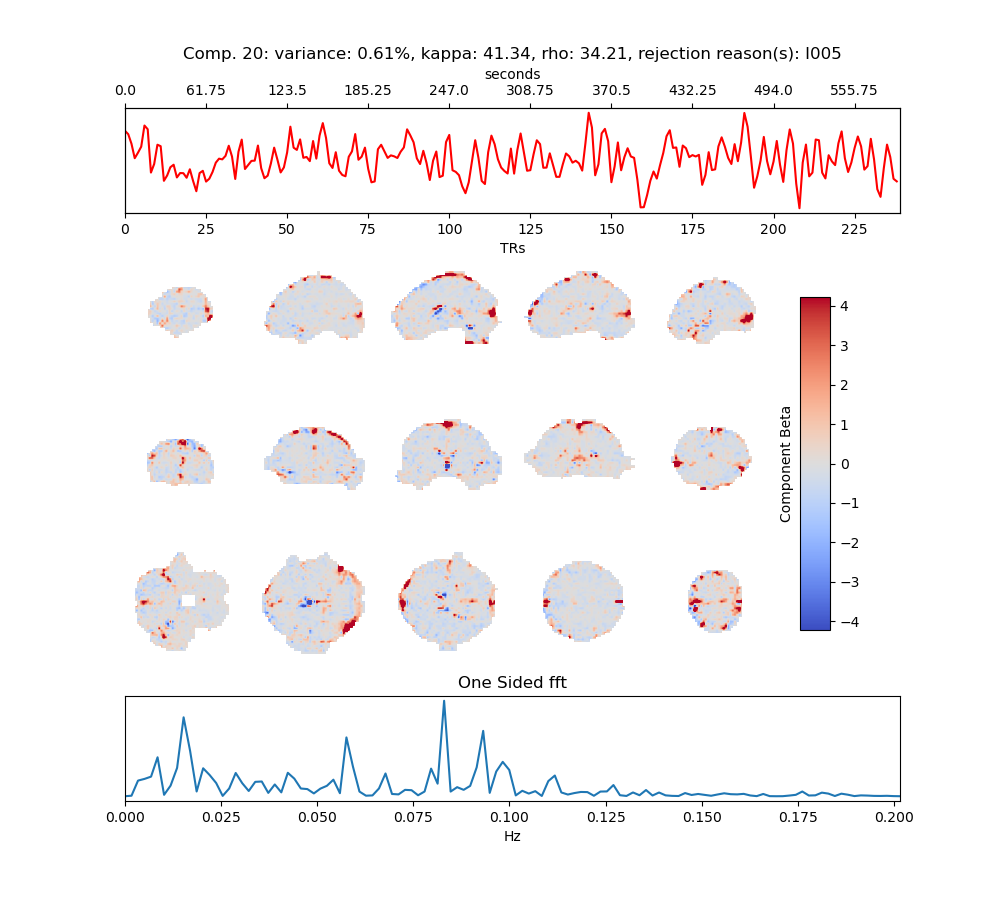 Comp. 20: variance: 0.61%, kappa: 41.34, rho: 34.21, rejection reason(s): I005
seconds
0.0 61.75 123.5 185.25 247.0 308.75 370.5 432.25 494.0 555.75
0 25 50 75 100 125 150 175 200 225
TRs
4
3
2
1
0
−1
−2
−3
−4
Component Beta
One Sided fft
0.000 0.025 0.050 0.075 0.100 0.125 0.150 0.175 0.200
Hz